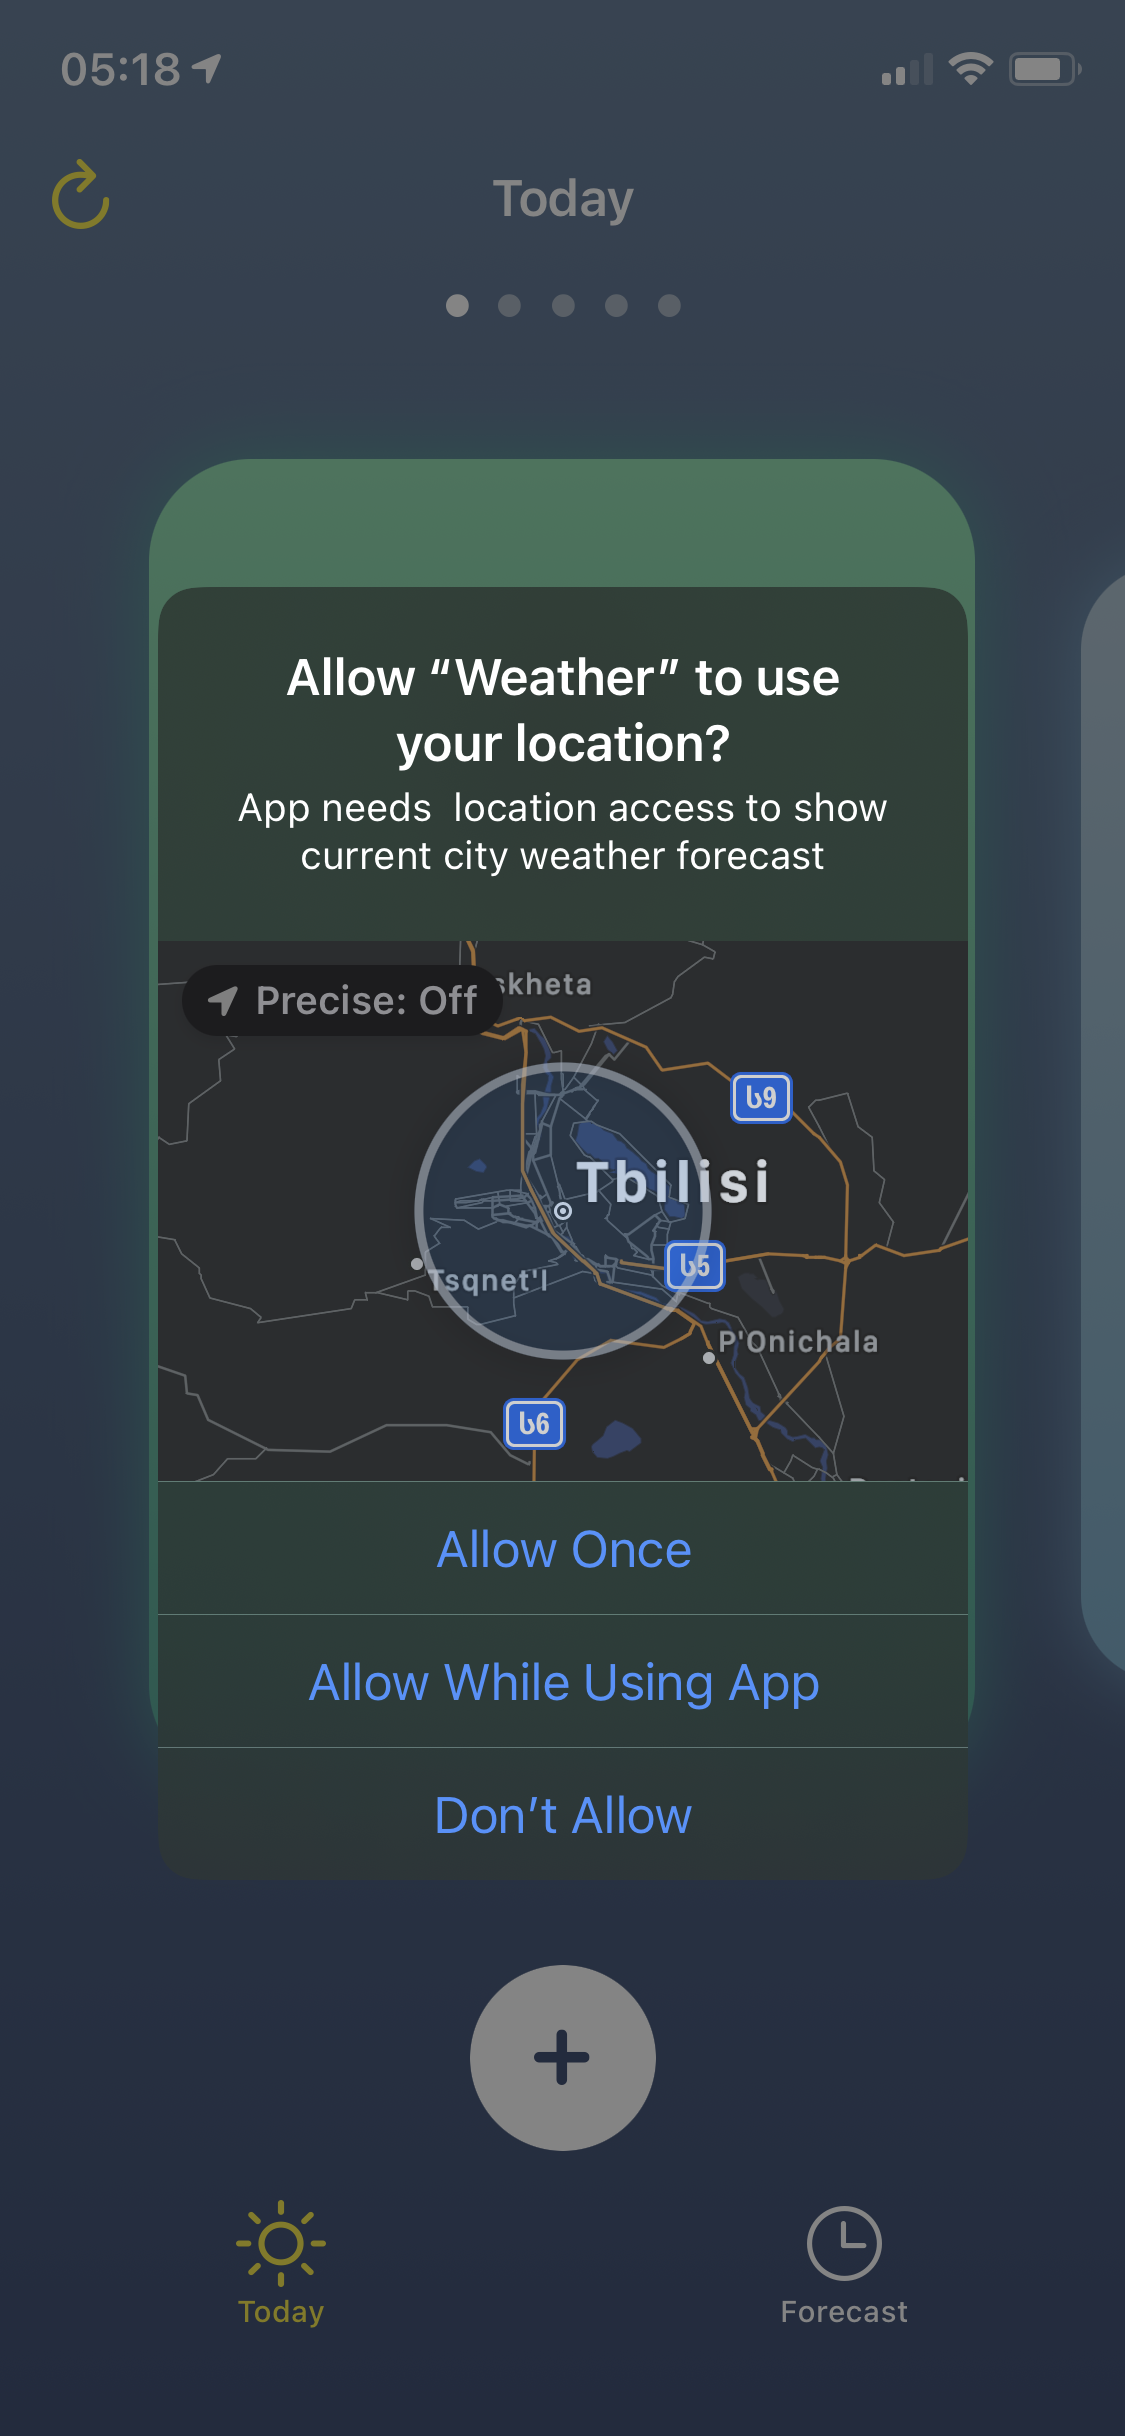 05:18
Today
Allow “Weather” to use
your location?
App needs  location access to show
current city weather forecast
Precise: Off
ს9
Tbilisi
ს5
Tsqnet'I
P'Onichala
ს6
Allow Once
Allow While Using App
Don’t Allow
Today
Forecast